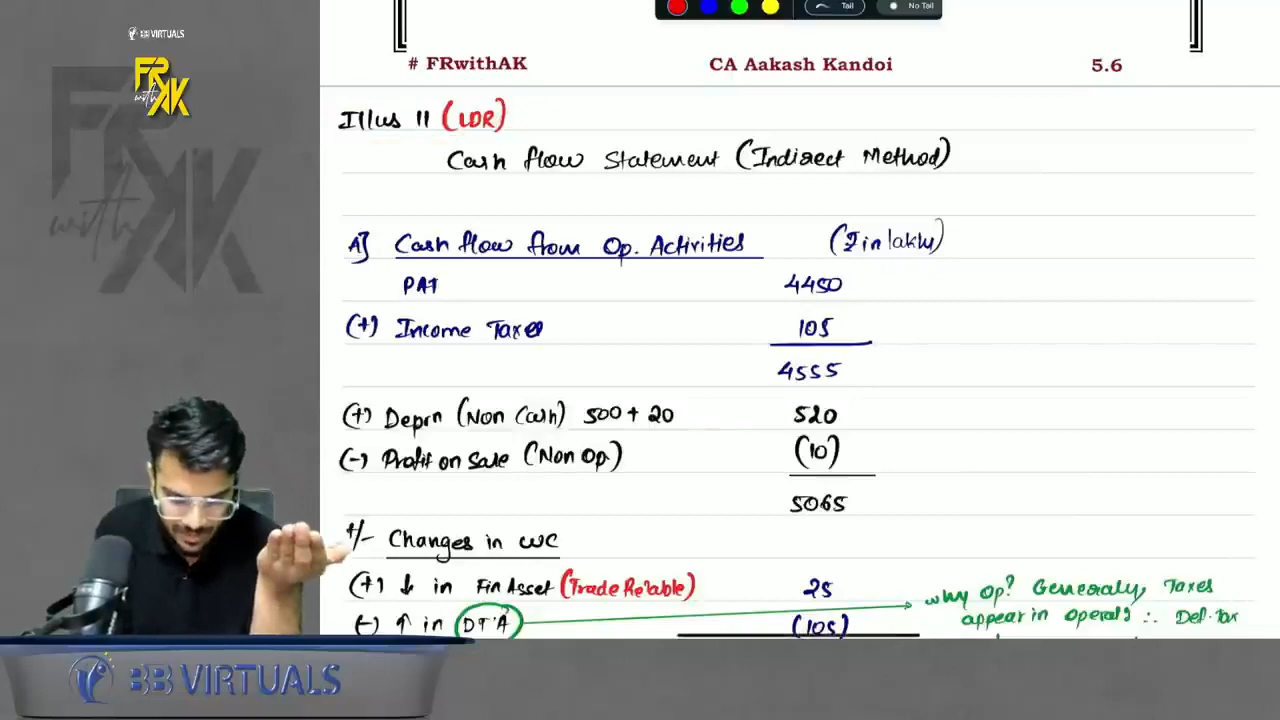 Tail
No Tail
BB VIRTUALS
FR with AK
# FRwithAK CA Aakash Kandoi 5.6
Illus 11 (LDR)
Cash flow Statement (Indirect Method)
A] Cash flow from Op. Activities (₹ in lakhs)
PAT 4450
(+) Income Taxes 105
4555
(+) Deprn (Non Cash) 500 + 20 520
(-) Profit on Sale (Non Op.) (10)
5065
+/- Changes in WC
(+) ↓ in Fin Asset (Trade Relable) 25
why Op? Generally, Taxes
(-) ↑ in DTA (105)
appear in operat? ∴ Def. Tax
BB VIRTUALS